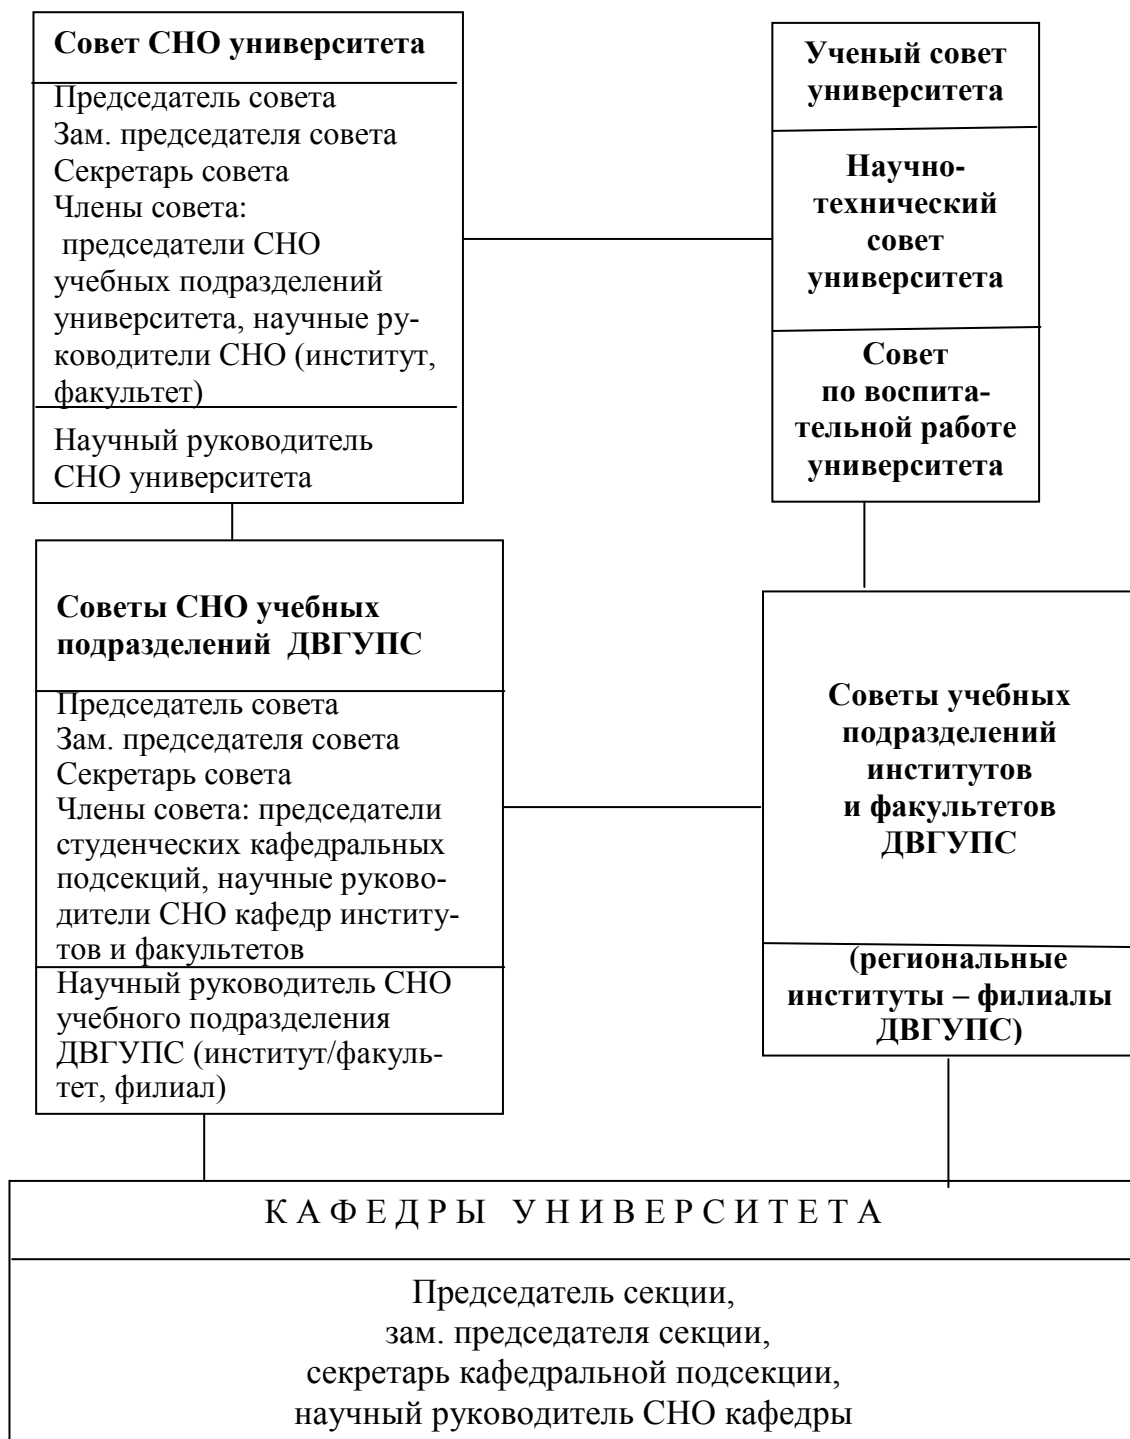 Совет СНО университета
Председатель совета
Зам. председателя совета
Секретарь совета
Члены совета:
председатели СНО
учебных подразделений
университета, научные ру-
ководители СНО (институт,
факультет)
Научный руководитель
СНО университета
Ученый совет
университета
Научно-
технический
совет
университета
Совет
по воспита-
тельной работе
университета
Советы СНО учебных
подразделений ДВГУПС
Председатель совета
Зам. председателя совета
Секретарь совета
Члены совета: председатели
студенческих кафедральных
подсекций, научные руково-
дители СНО кафедр институ-
тов и факультетов
Научный руководитель СНО
учебного подразделения
ДВГУПС (институт/факуль-
тет, филиал)
Советы учебных
подразделений
институтов
и факультетов
ДВГУПС
(региональные
институты – филиалы
ДВГУПС)
КАФЕДРЫ УНИВЕРСИТЕТА
Председатель секции,
зам. председателя секции,
секретарь кафедральной подсекции,
научный руководитель СНО кафедры